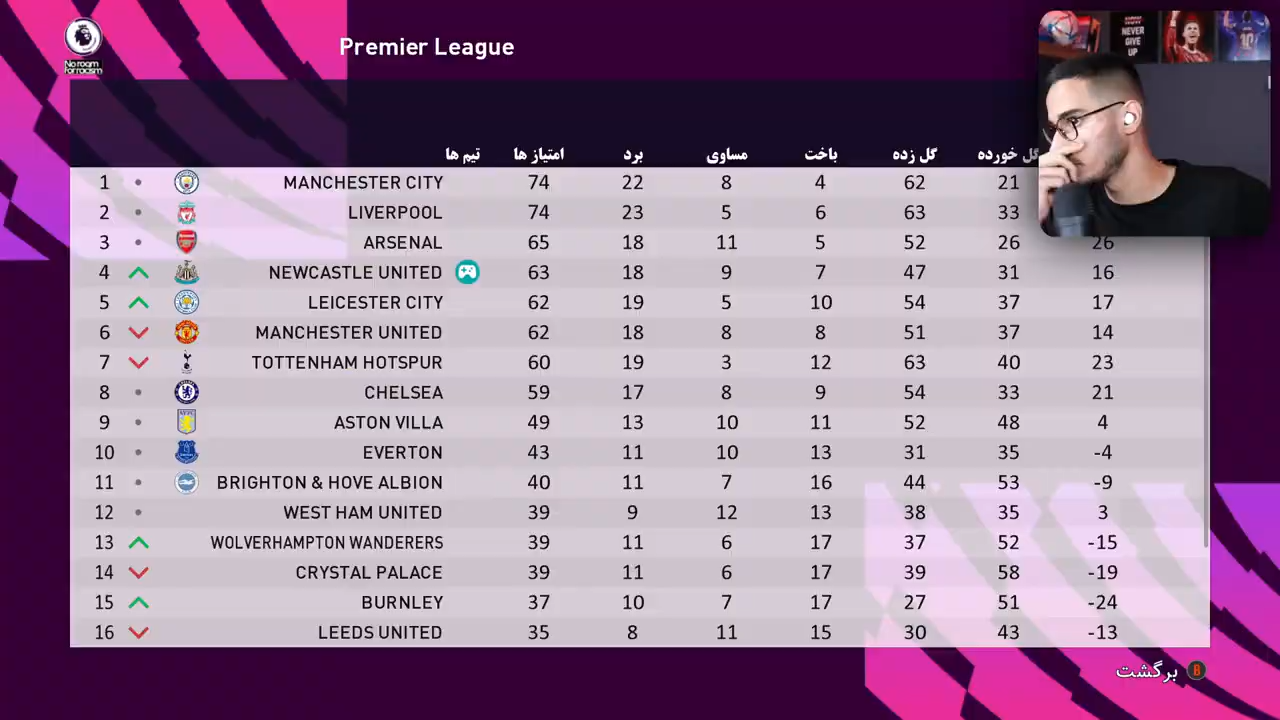 No room
For racism
Premier League
NOW
NEVER
GIVE
UP
10
تیم ها امتیاز ها برد مساوی باخت گل زده گل خورده
1 MANCHESTER CITY 74 22 8 4 62 21
2 LIVERPOOL 74 23 5 6 63 33
3 ARSENAL 65 18 11 5 52 26 26
4 NEWCASTLE UNITED 63 18 9 7 47 31 16
5 LEICESTER CITY 62 19 5 10 54 37 17
6 MANCHESTER UNITED 62 18 8 8 51 37 14
7 TOTTENHAM HOTSPUR 60 19 3 12 63 40 23
8 CHELSEA 59 17 8 9 54 33 21
9 ASTON VILLA 49 13 10 11 52 48 4
10 EVERTON 43 11 10 13 31 35 -4
11 BRIGHTON & HOVE ALBION 40 11 7 16 44 53 -9
12 WEST HAM UNITED 39 9 12 13 38 35 3
13 WOLVERHAMPTON WANDERERS 39 11 6 17 37 52 -15
14 CRYSTAL PALACE 39 11 6 17 39 58 -19
15 BURNLEY 37 10 7 17 27 51 -24
16 LEEDS UNITED 35 8 11 15 30 43 -13
برگشت B